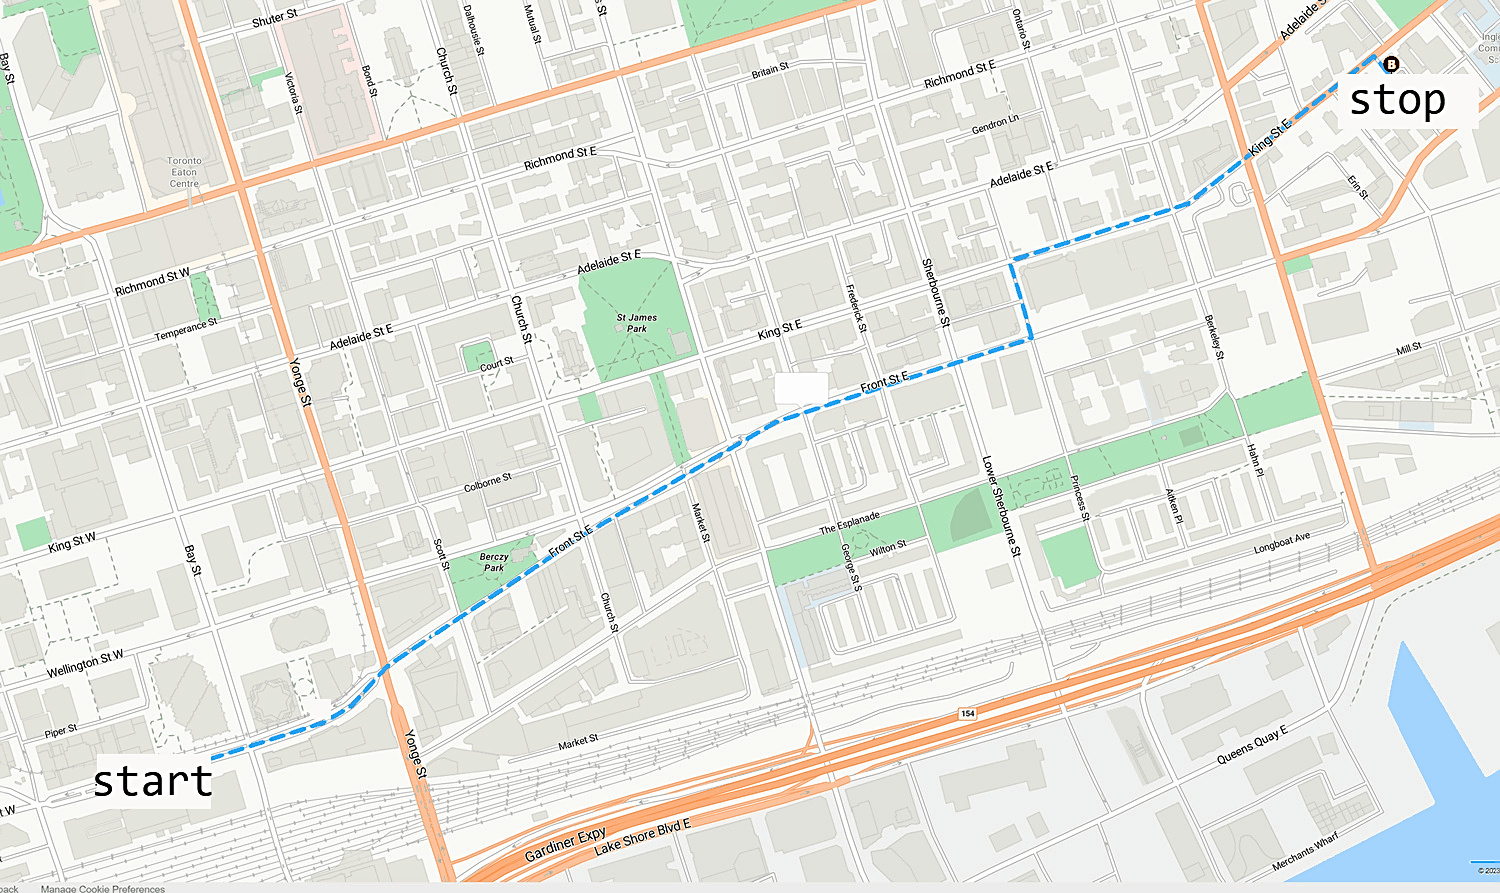 Shuter St
Bay St
Victoria St
Bond St
Church St
Dalhousie St
Mutual St
s St
Ontario St
Adelaide S
Britain St
Richmond St E
Gendron Ln
B
stop
King St E
Toronto
Eaton
Centre
Richmond St E
Adelaide St E
Erin St
Richmond St W
Temperance St
Adelaide St E
Adelaide St E
Church St
Court St
St James
Park
King St E
Frederick St
Sherbourne St
Berkeley St
Mill St
Yonge St
Front St E
Colborne St
King St W
Bay St
Scott St
Berczy
Park
Front St E
Market St
The Esplanade
Wilton St
George St S
Lower Sherbourne St
Princess St
Aitken Pl
Hahn Pl
Longboat Ave
Church St
Wellington St W
Piper St
start
t W
Yonge St
Market St
154
Queens Quay E
Gardiner Expy
Lake Shore Blvd E
Merchants Wharf
© 2023
back
Manage Cookie Preferences